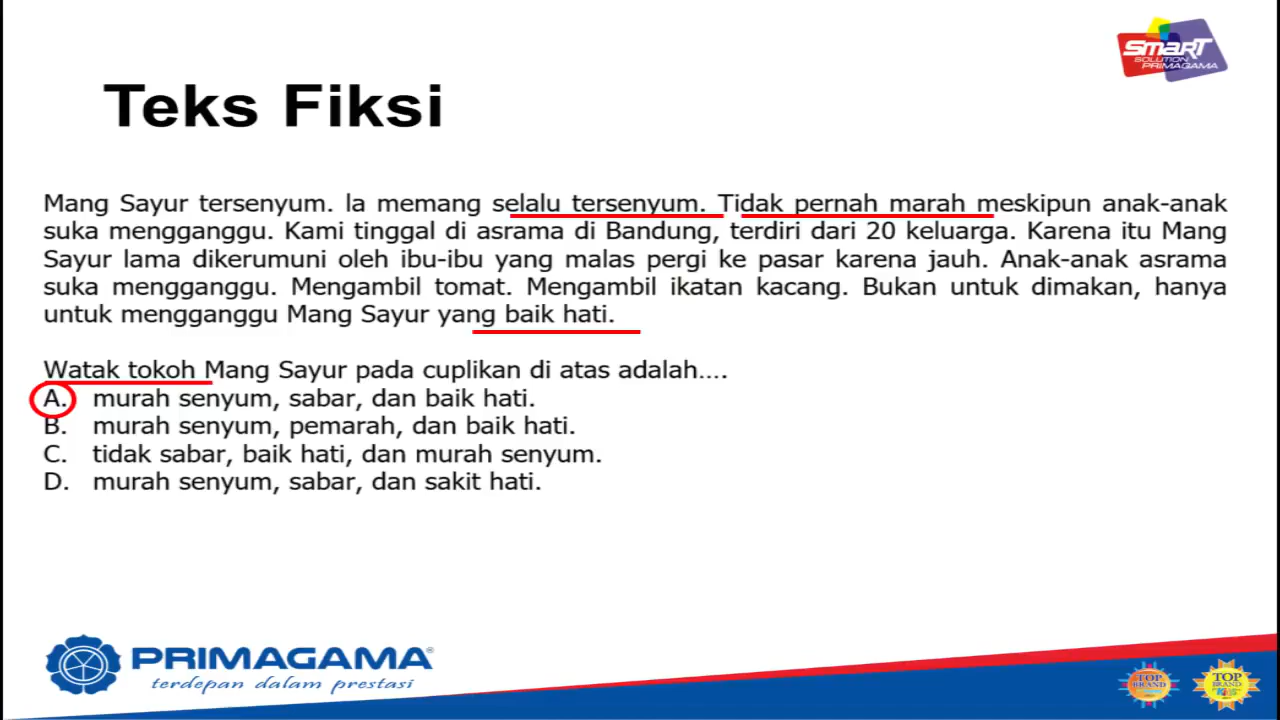 SmarT
SOLUTION
PRIMAGAMA
Teks Fiksi
Mang Sayur tersenyum. Ia memang selalu tersenyum. Tidak pernah marah meskipun anak-anak
suka mengganggu. Kami tinggal di asrama di Bandung, terdiri dari 20 keluarga. Karena itu Mang
Sayur lama dikerumuni oleh ibu-ibu yang malas pergi ke pasar karena jauh. Anak-anak asrama
suka mengganggu. Mengambil tomat. Mengambil ikatan kacang. Bukan untuk dimakan, hanya
untuk mengganggu Mang Sayur yang baik hati.
Watak tokoh Mang Sayur pada cuplikan di atas adalah....
A. murah senyum, sabar, dan baik hati.
B. murah senyum, pemarah, dan baik hati.
C. tidak sabar, baik hati, dan murah senyum.
D. murah senyum, sabar, dan sakit hati.
PRIMAGAMA®
terdepan dalam prestasi
TOP BRAND
TOP BRAND